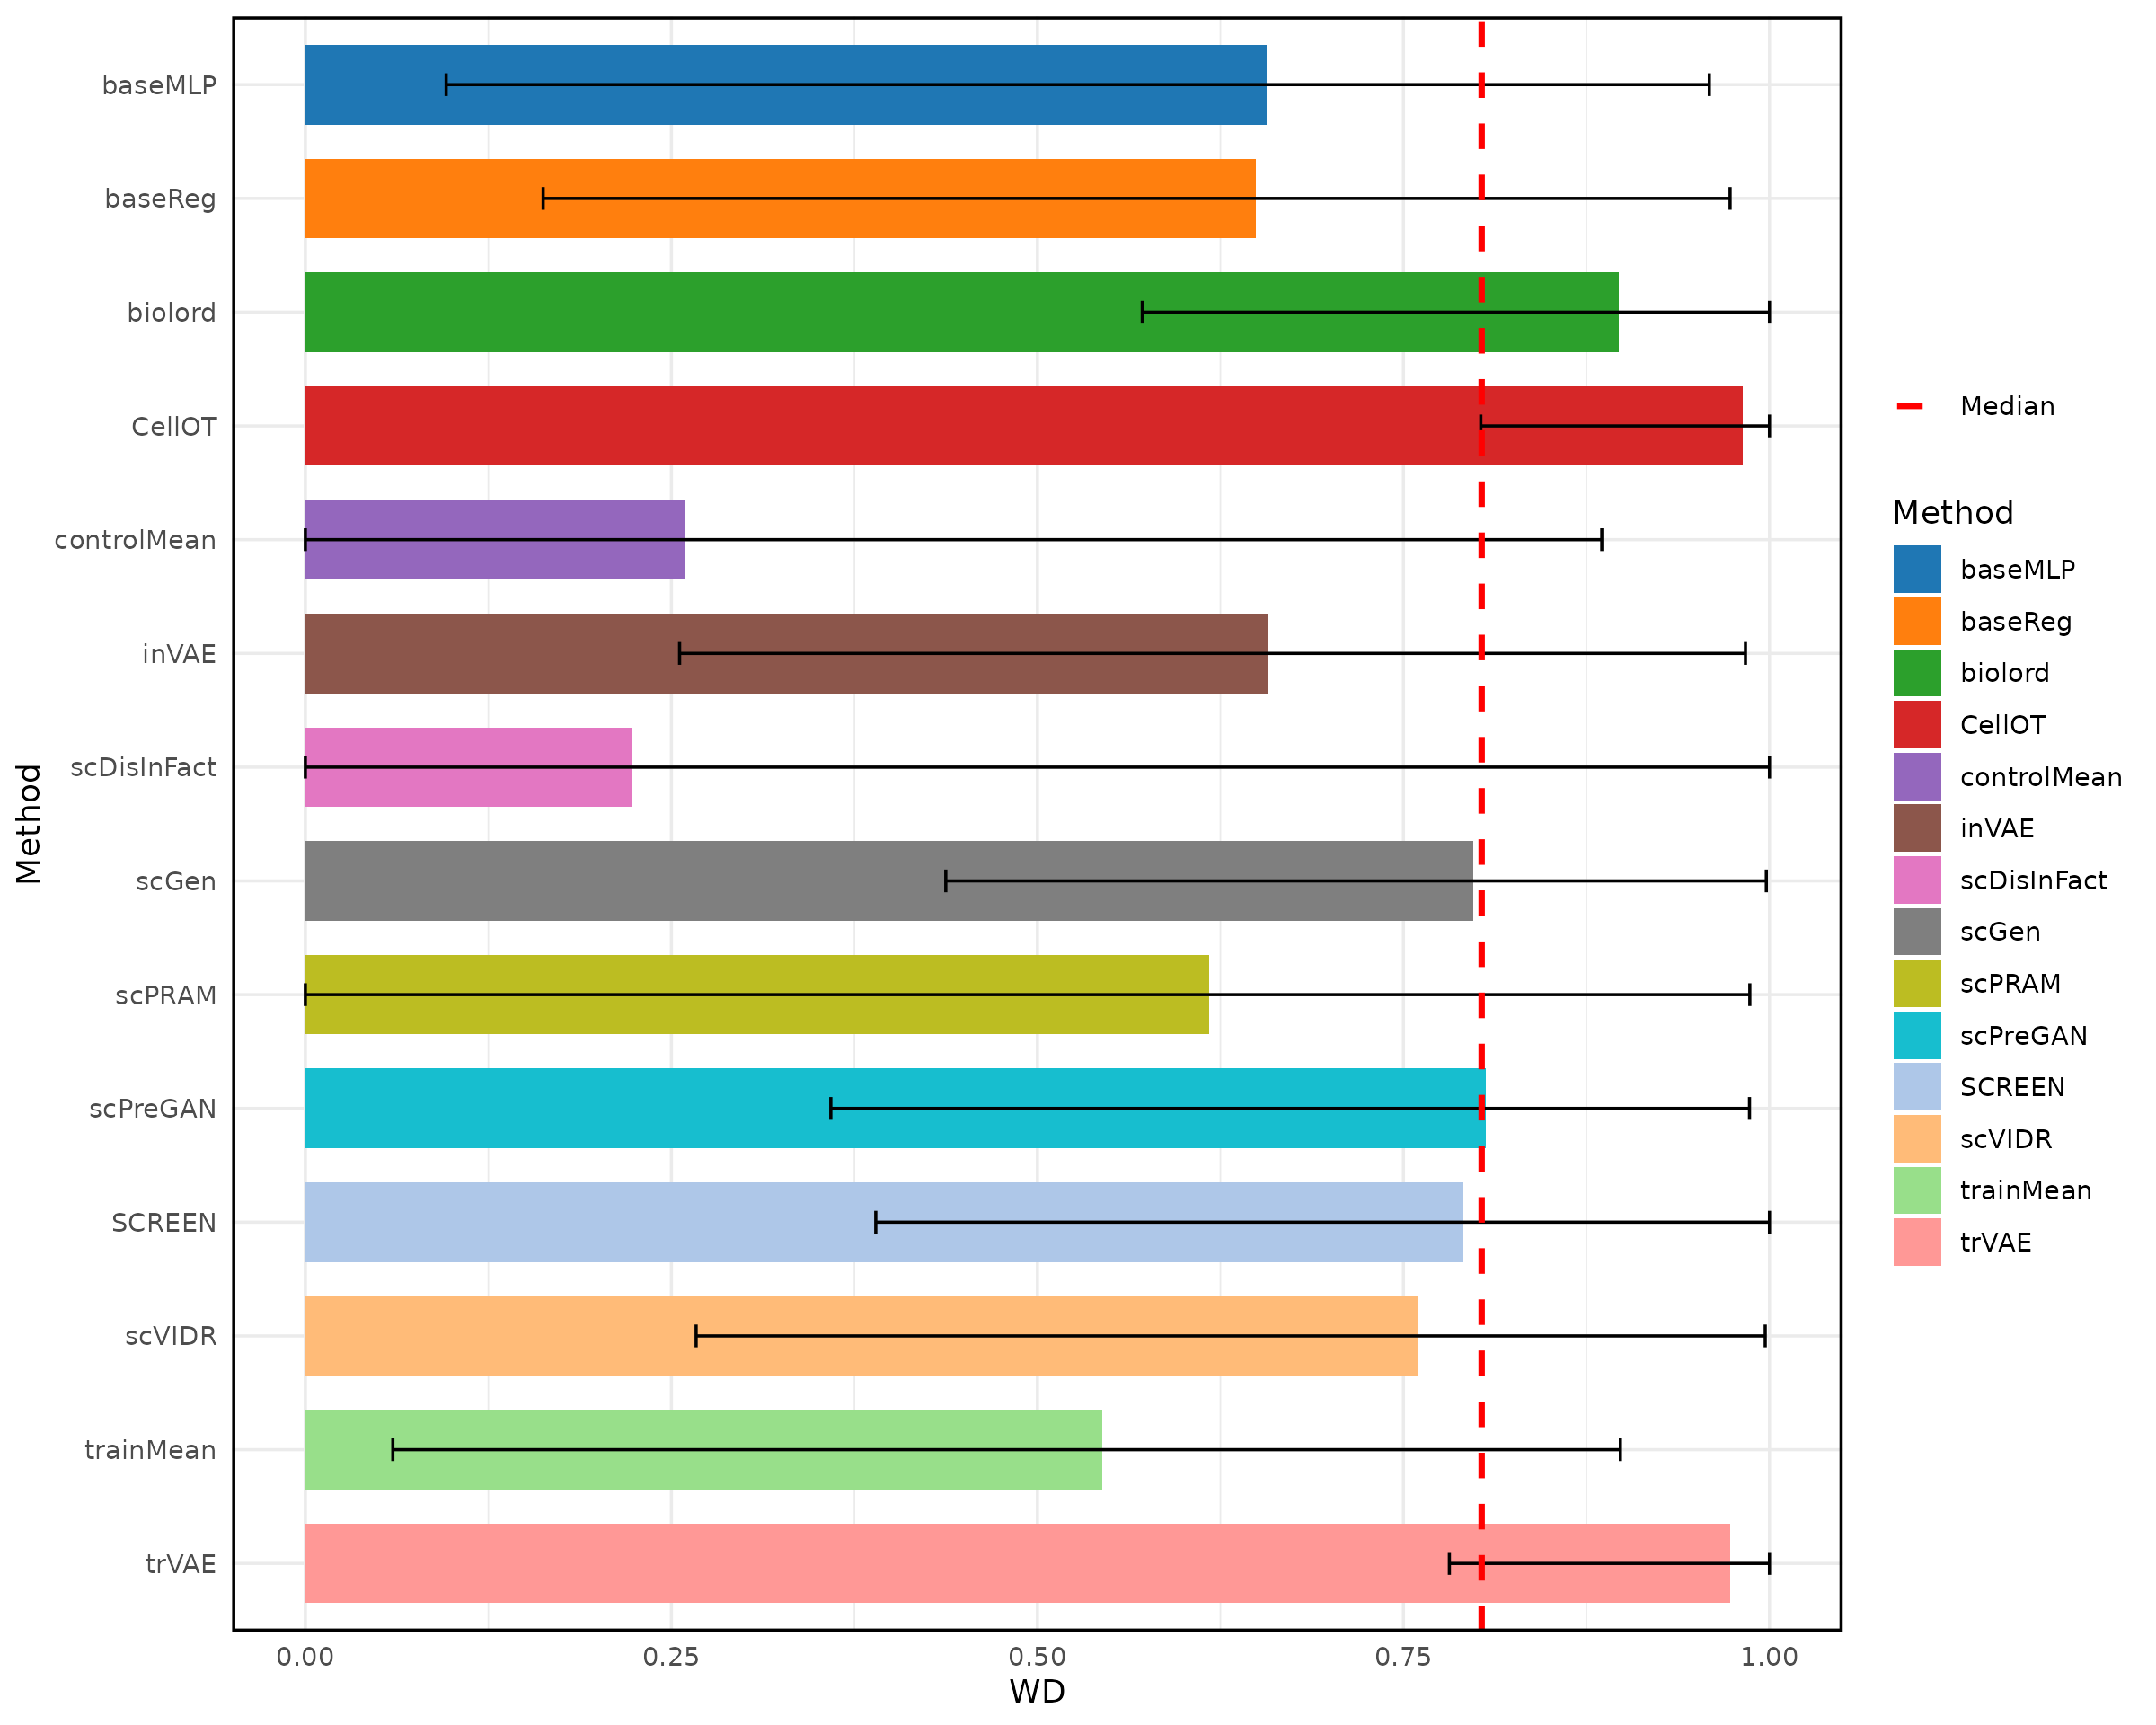 Method
baseMLP
baseReg
biolord
CellOT
controlMean
inVAE
scDisInFact
scGen
scPRAM
scPreGAN
SCREEN
scVIDR
trainMean
trVAE
0.00 0.25 0.50 0.75 1.00
WD
Median
Method
baseMLP
baseReg
biolord
CellOT
controlMean
inVAE
scDisInFact
scGen
scPRAM
scPreGAN
SCREEN
scVIDR
trainMean
trVAE